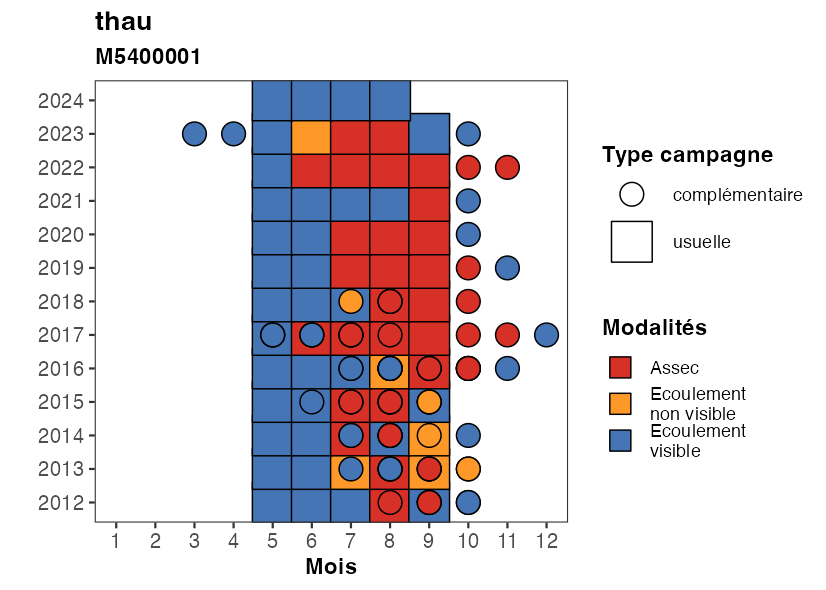 thau
M5400001
2024
2023
2022
2021
2020
2019
2018
2017
2016
2015
2014
2013
2012
1 2 3 4 5 6 7 8 9 10 11 12
Mois
Type campagne
complémentaire
usuelle
Modalités
Assec
Ecoulement
non visible
Ecoulement
visible